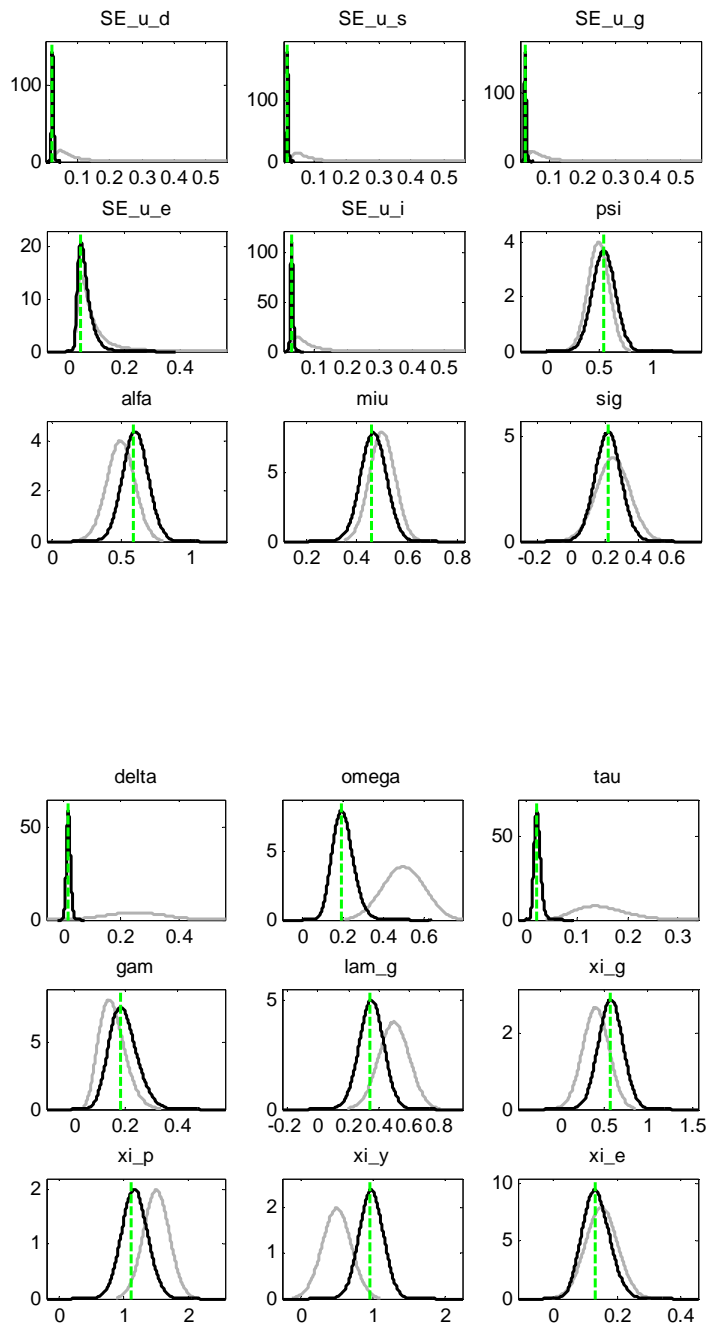 SE_u_d SE_u_s SE_u_g
100 100 100
0 0 0
0.1 0.2 0.3 0.4 0.5 0.1 0.2 0.3 0.4 0.5 0.1 0.2 0.3 0.4 0.5
SE_u_e SE_u_i psi
20 100 4
10 50 2
0 0 0
0 0.2 0.4 0.1 0.2 0.3 0.4 0.5 0 0.5 1
alfa miu sig
4 5 5
2
0 0 0
0 0.5 1 0.2 0.4 0.6 0.8 -0.2 0 0.2 0.4 0.6
delta omega tau
50 5 50
0 0 0
0 0.2 0.4 0 0.2 0.4 0.6 0 0.1 0.2 0.3
gam lam_g xi_g
5 5 2
0 0 0
0 0.2 0.4 -0.2 0 0.2 0.4 0.6 0.8 0 0.5 1 1.5
xi_p xi_y xi_e
2 2 10
1 1 5
0 0 0
0 1 2 0 1 2 0 0.2 0.4